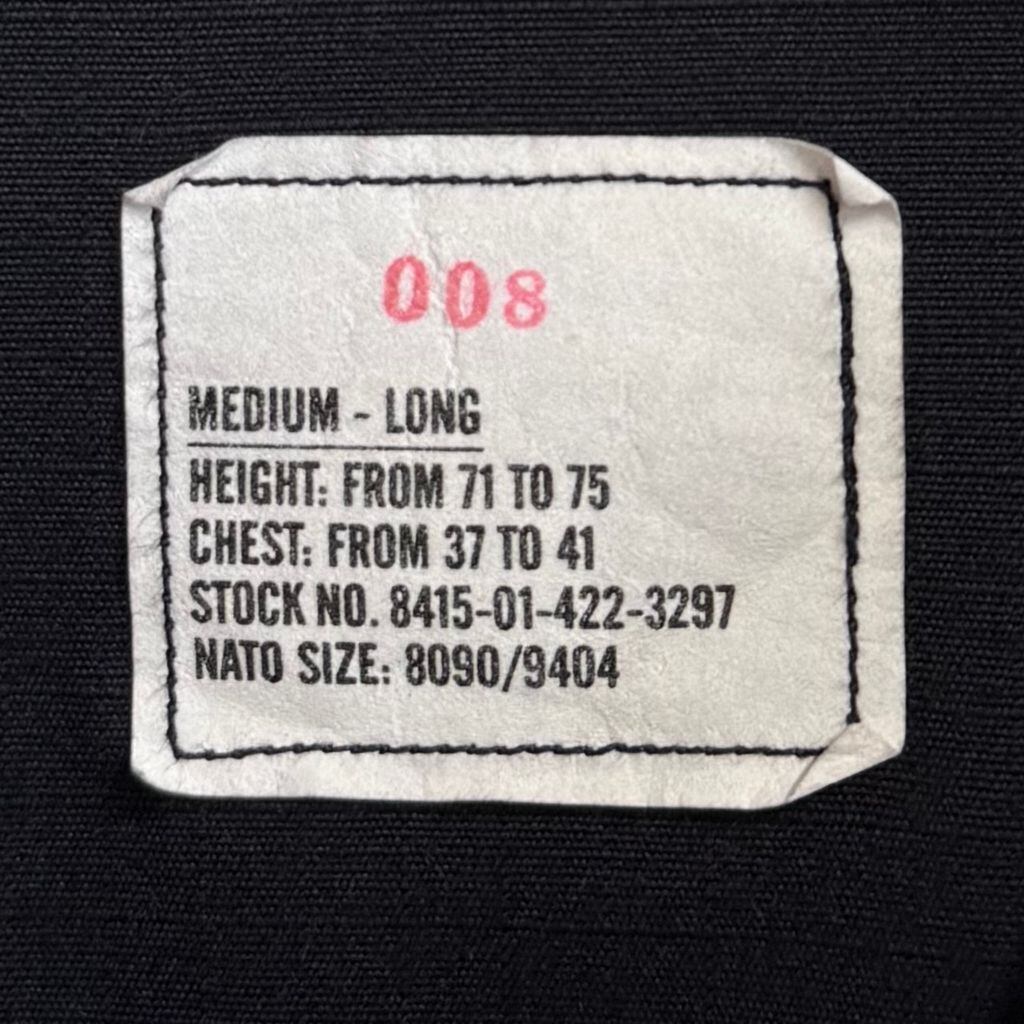 008
MEDIUM - LONG
HEIGHT: FROM 71 TO 75
CHEST: FROM 37 TO 41
STOCK NO. 8415-01-422-3297
NATO SIZE: 8090/9404